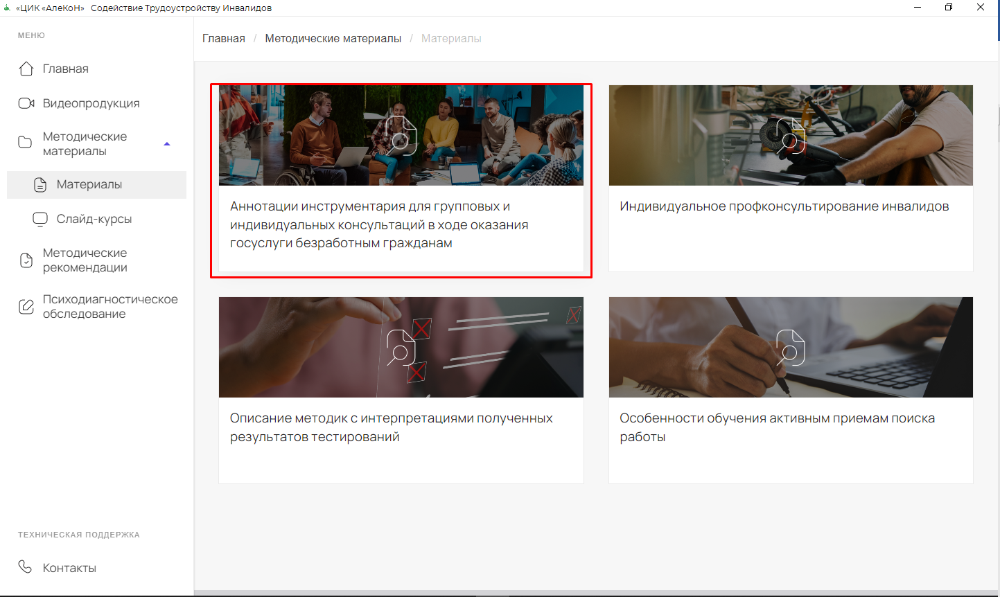 «ЦИК «АлеКоН» Содействие Трудоустройству Инвалидов
МЕНЮ
Главная
Видеопродукция
Методические
материалы
Материалы
Слайд-курсы
Методические
рекомендации
Психодиагностическое
обследование
ТЕХНИЧЕСКАЯ ПОДДЕРЖКА
Контакты
Главная / Методические материалы / Материалы
Аннотации инструментария для групповых и
индивидуальных консультаций в ходе оказания
госуслуги безработным гражданам
Индивидуальное профконсультирование инвалидов
Описание методик с интерпретациями полученных
результатов тестирований
Особенности обучения активным приемам поиска
работы